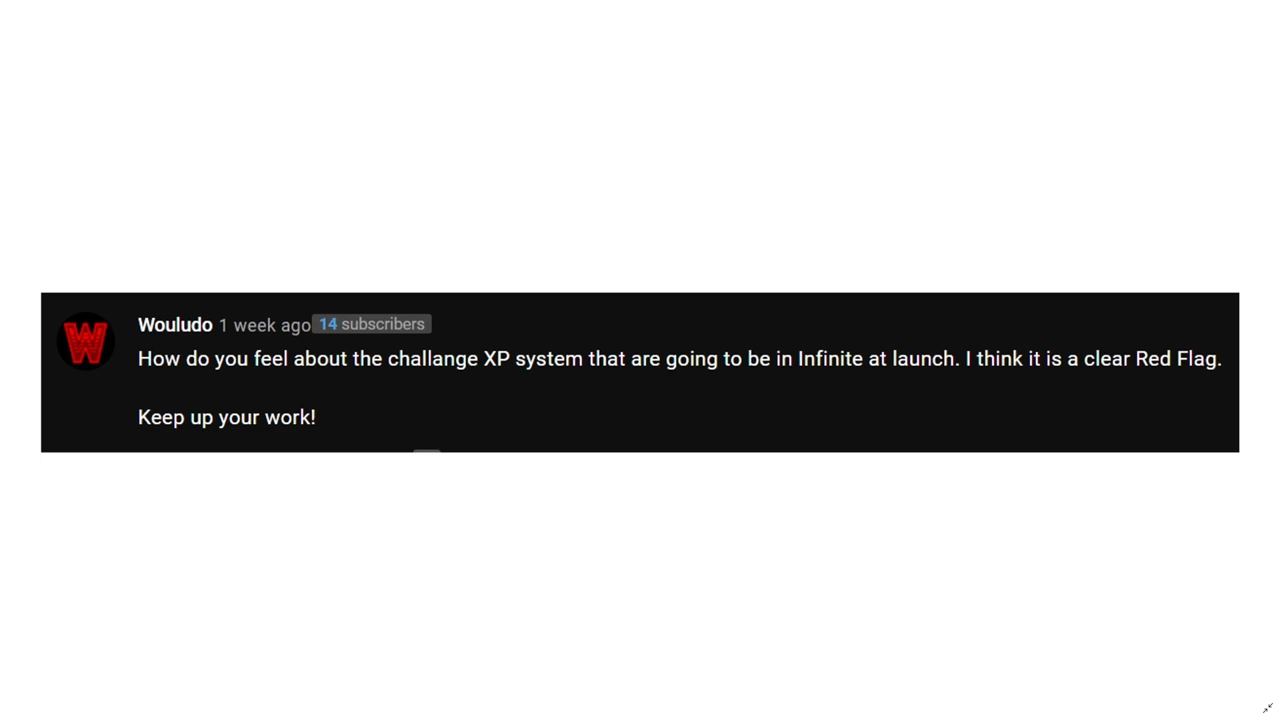 Wouludo 1 week ago 14 subscribers
How do you feel about the challange XP system that are going to be in Infinite at launch. I think it is a clear Red Flag.
Keep up your work!